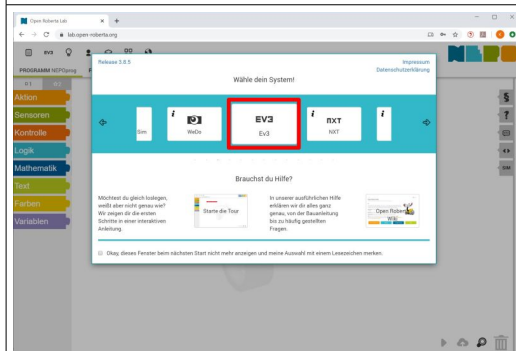 Open Roberta Lab
lab.open-roberta.org
EV3
PROGRAMM NEPOprog
Release 3.8.5
Impressum
Datenschutzerklärung
Wähle dein System!
Sim
i
WeDo
EV3
Ev3
i
NXT
NXT
i
Aktion
Sensoren
Kontrolle
Logik
Mathematik
Text
Farben
Variablen
§
?
SIM
Brauchst du Hilfe?
Möchtest du gleich loslegen,
weißt aber nicht genau wie?
Wir zeigen dir die ersten
Schritte in einer interaktiven
Anleitung.
Starte die Tour
In unserer ausführlichen Hilfe
erklären wir dir alles ganz
genau, von der Bauanleitung
bis zu häufig gestellten
Fragen.
Open Roberta
Wiki
Okay, dieses Fenster beim nächsten Start nicht mehr anzeigen und meine Auswahl mit einem Lesezeichen merken.